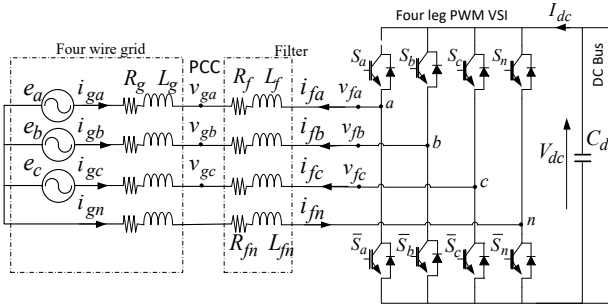 Four leg PWM VSI
I_dc
Four wire grid
PCC
Filter
S_a S_b S_c S_n
DC Bus
e_a i_ga R_g L_g v_ga R_f L_f i_fa v_fa a
e_b i_gb v_gb i_fb v_fb b
V_dc C_d
e_c i_gc v_gc i_fc v_fc c
i_gn i_fn n
R_fn L_fn
S̅_a S̅_b S̅_c S̅_n